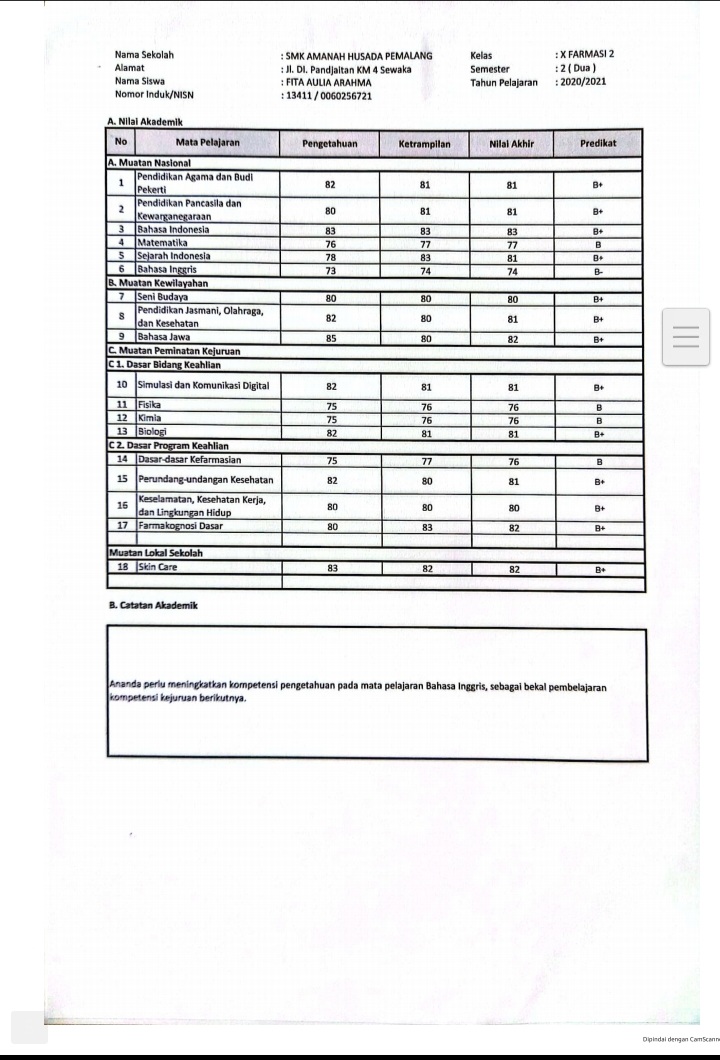 Nama Sekolah : SMK AMANAH HUSADA PEMALANG Kelas : X FARMASI 2
Alamat : Jl. DI. Pandjaitan KM 4 Sewaka Semester : 2 ( Dua )
Nama Siswa : FITA AULIA ARAHMA Tahun Pelajaran : 2020/2021
Nomor Induk/NISN : 13411 / 0060256721
A. Nilai Akademik
No Mata Pelajaran Pengetahuan Ketrampilan Nilai Akhir Predikat
A. Muatan Nasional
1 Pendidikan Agama dan Budi Pekerti 82 81 81 B+
2 Pendidikan Pancasila dan Kewarganegaraan 80 81 81 B+
3 Bahasa Indonesia 83 83 83 B+
4 Matematika 76 77 77 B
5 Sejarah Indonesia 78 83 81 B+
6 Bahasa Inggris 73 74 74 B-
B. Muatan Kewilayahan
7 Seni Budaya 80 80 80 B+
8 Pendidikan Jasmani, Olahraga, dan Kesehatan 82 80 81 B+
9 Bahasa Jawa 85 80 82 B+
C. Muatan Peminatan Kejuruan
C 1. Dasar Bidang Keahlian
10 Simulasi dan Komunikasi Digital 82 81 81 B+
11 Fisika 75 76 76 B
12 Kimia 75 76 76 B
13 Biologi 82 81 81 B+
C 2. Dasar Program Keahlian
14 Dasar-dasar Kefarmasian 75 77 76 B
15 Perundang-undangan Kesehatan 82 80 81 B+
16 Keselamatan, Kesehatan Kerja, dan Lingkungan Hidup 80 80 80 B+
17 Farmakognosi Dasar 80 83 82 B+
Muatan Lokal Sekolah
18 Skin Care 83 82 82 B+
B. Catatan Akademik
Ananda perlu meningkatkan kompetensi pengetahuan pada mata pelajaran Bahasa Inggris, sebagai bekal pembelajaran
kompetensi kejuruan berikutnya.
Dipindai dengan